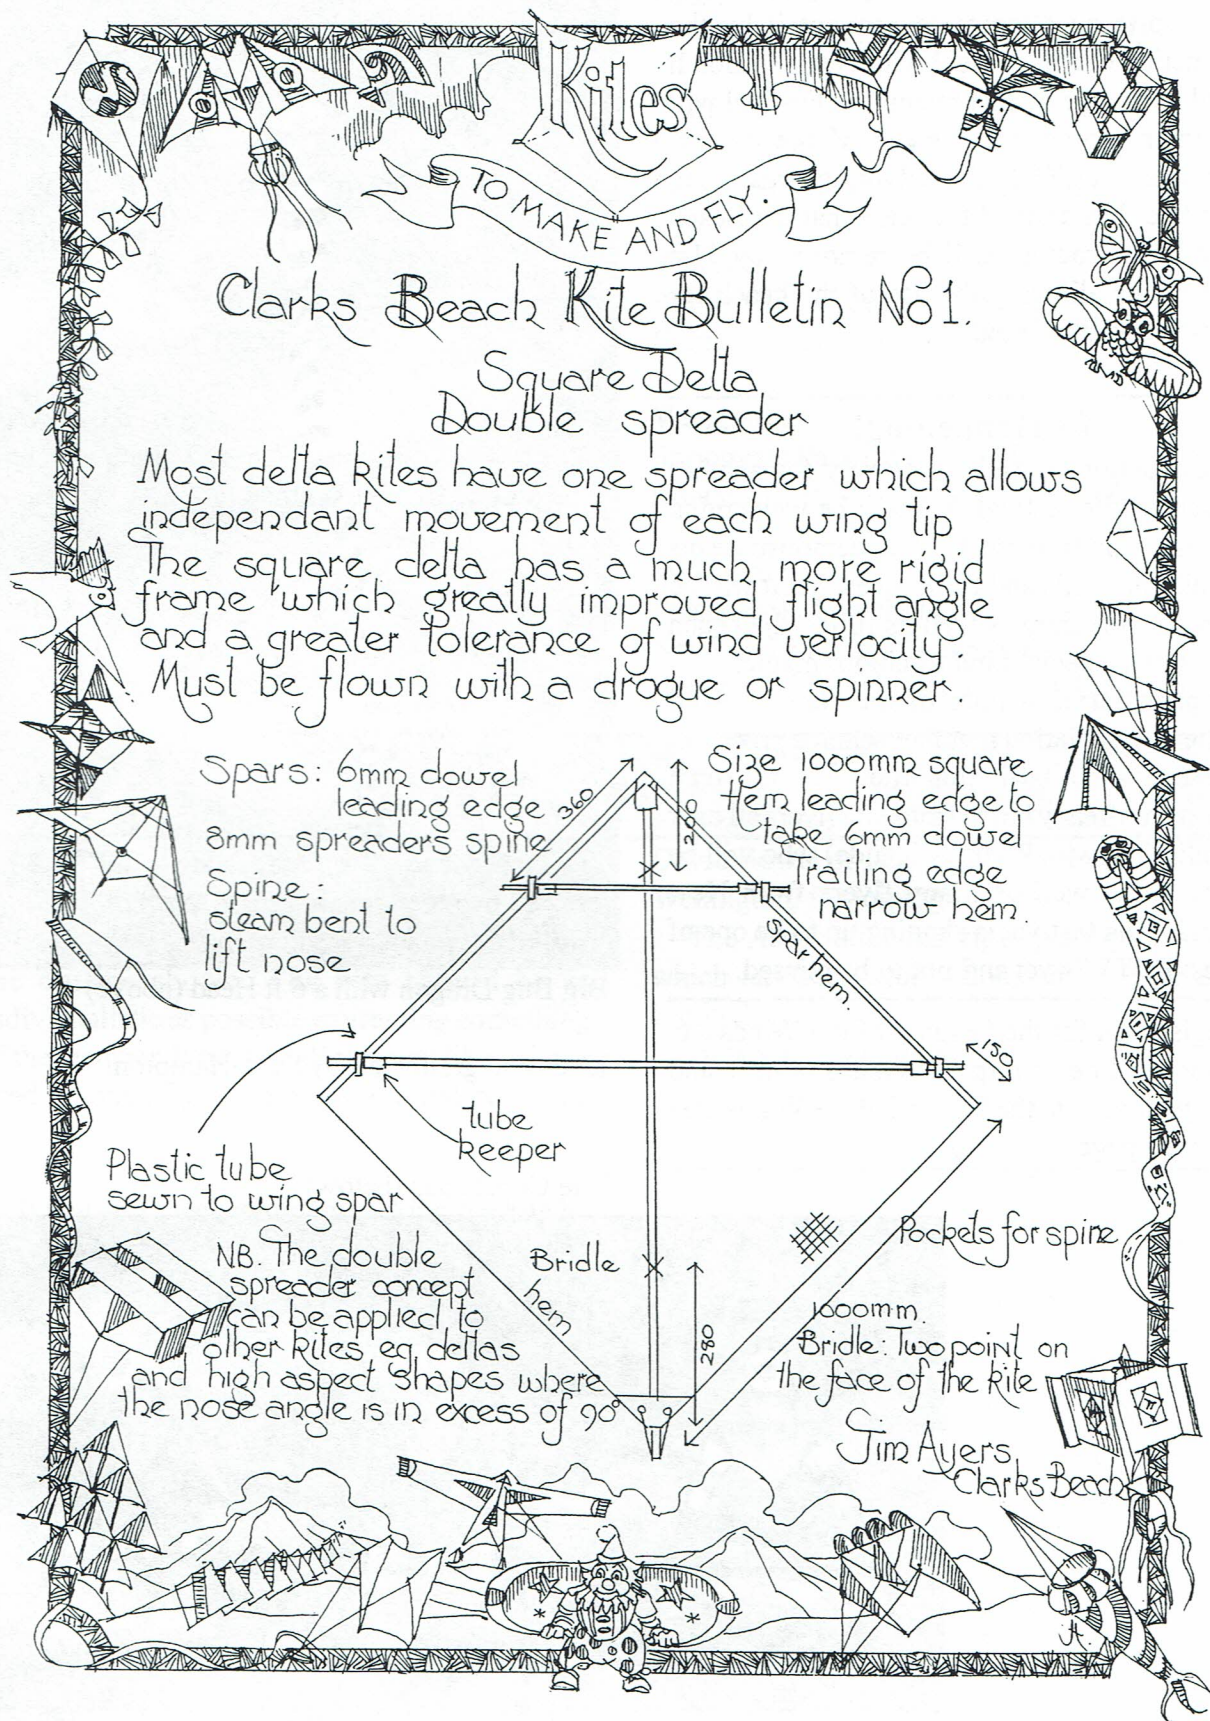 Kites
TO MAKE AND FLY.
Clarks Beach Kite Bulletin No1.
Square Delta
Double spreader
Most delta kites have one spreader which allows
independant movement of each wing tip
The square delta has a much more rigid
frame which greatly improved flight angle
and a greater tolerance of wind verlocity.
Must be flown with a drogue or spinner.
Spars: 6mm dowel
leading edge
8mm spreaders spine
Spine:
steam bent to
lift nose
360
Size 1000mm square
Hem leading edge to
take 6mm dowel
Trailing edge
narrow hem.
spar hem.
150
tube
keeper
Plastic tube
sewn to wing spar
NB. The double
spreader concept
can be applied to
other kites eg. deltas
and high aspect shapes where
the nose angle is in excess of 90°
Bridle
hem
280
Pockets for spine
1000mm.
Bridle: Two point on
the face of the kite
Jim Ayers
Clarks Beach